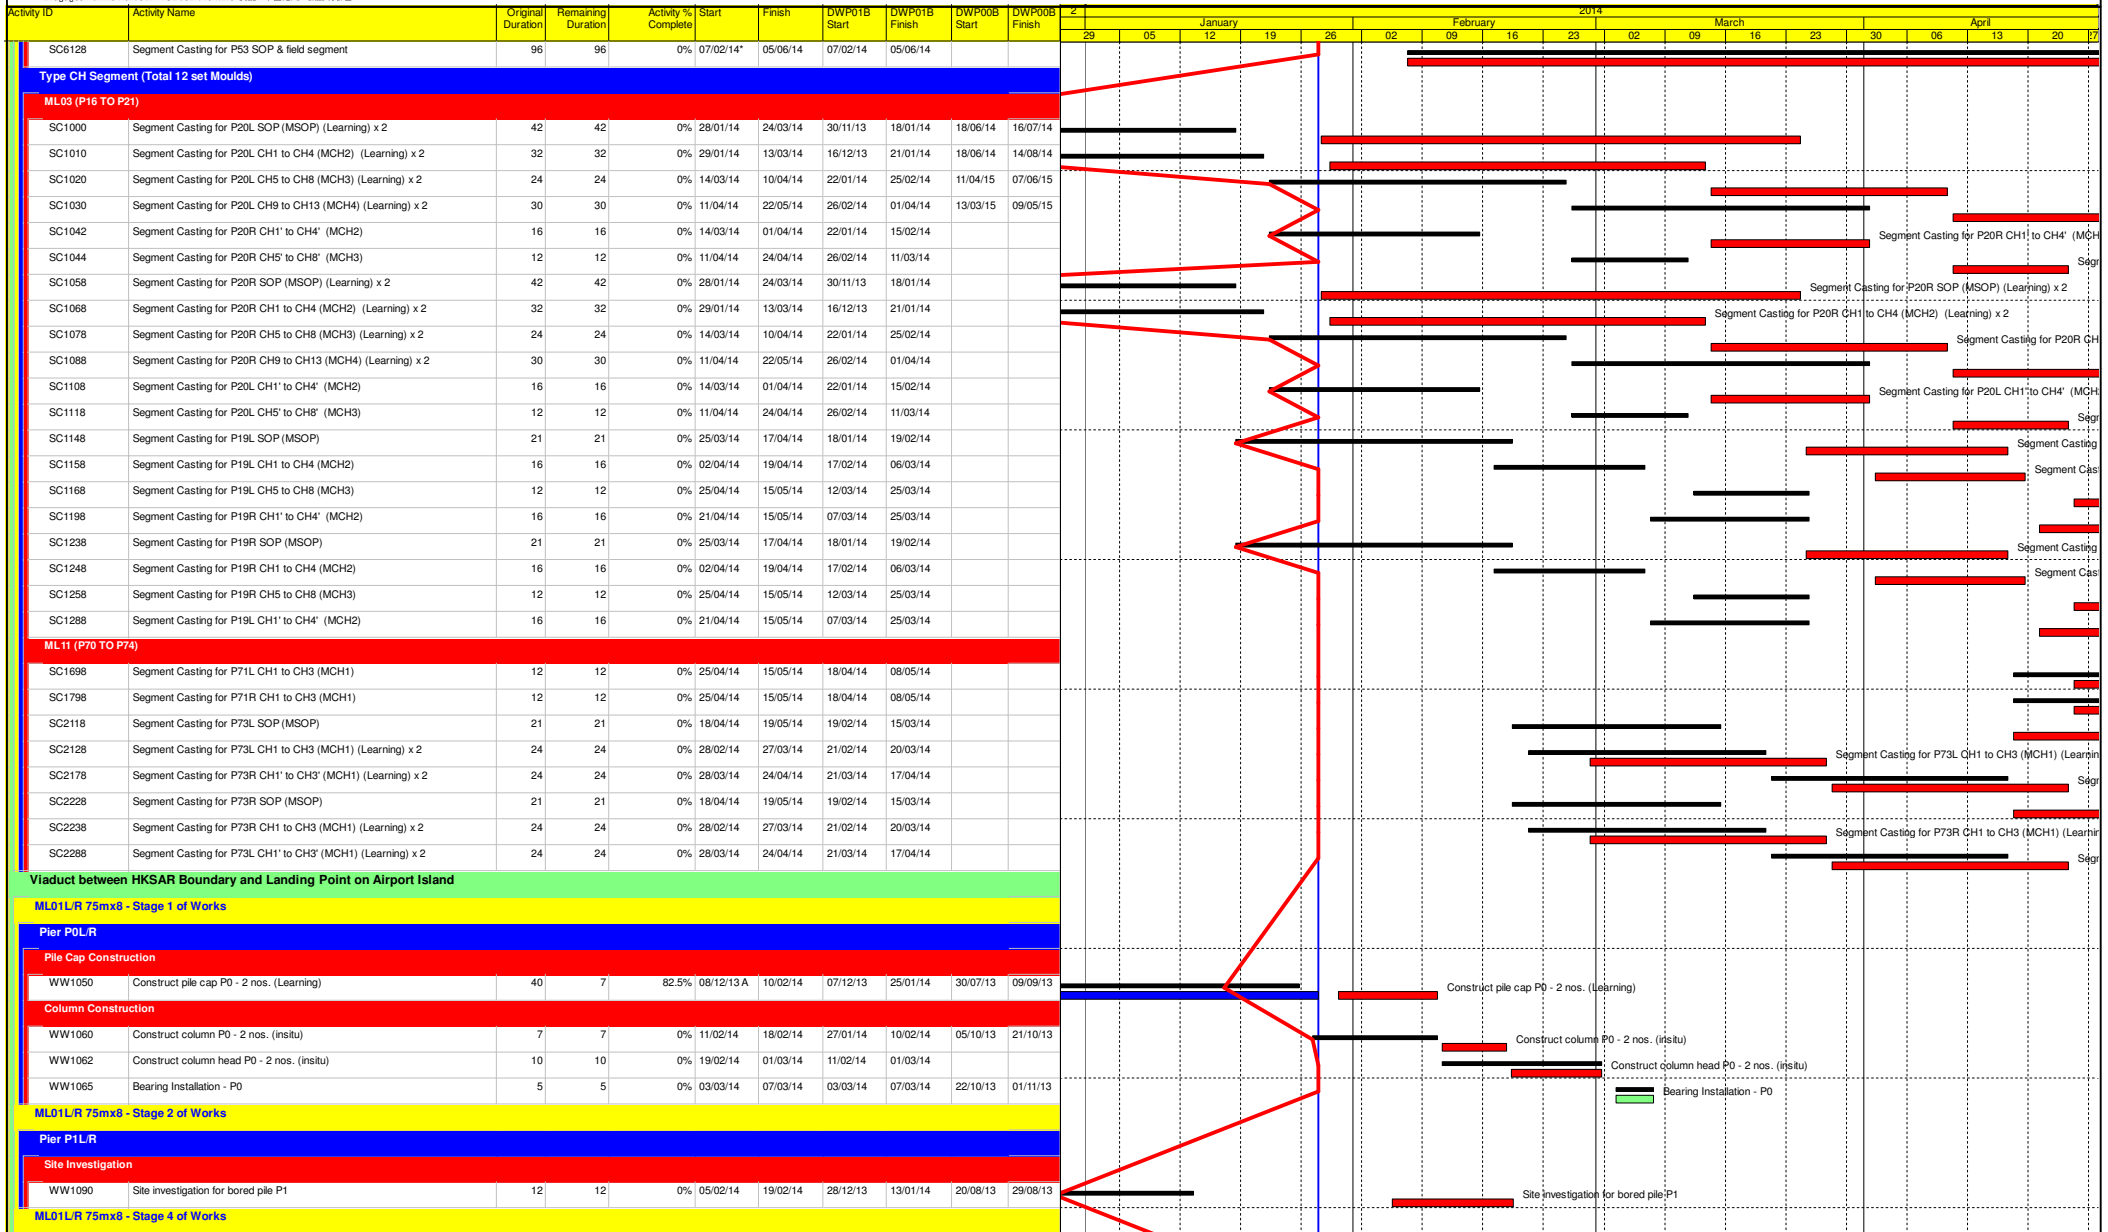 Activity ID Activity Name Original Duration Remaining Duration Activity % Complete Start Finish DWP01B Start DWP01B Finish DWP00B Start DWP00B Finish
2 2014
January February March April
29 05 12 19 26 02 09 16 23 02 09 16 23 30 06 13 20 27
SC6128 Segment Casting for P53 SOP & field segment 96 96 0% 07/02/14* 05/06/14 07/02/14 05/06/14
Type CH Segment (Total 12 set Moulds)
ML03 (P16 TO P21)
SC1000 Segment Casting for P20L SOP (MSOP) (Learning) x 2 42 42 0% 28/01/14 24/03/14 30/11/13 18/01/14 18/06/14 16/07/14
SC1010 Segment Casting for P20L CH1 to CH4 (MCH2) (Learning) x 2 32 32 0% 29/01/14 13/03/14 16/12/13 21/01/14 18/06/14 14/08/14
SC1020 Segment Casting for P20L CH5 to CH8 (MCH3) (Learning) x 2 24 24 0% 14/03/14 10/04/14 22/01/14 25/02/14 11/04/15 07/06/15
SC1030 Segment Casting for P20L CH9 to CH13 (MCH4) (Learning) x 2 30 30 0% 11/04/14 22/05/14 26/02/14 01/04/14 13/03/15 09/05/15
SC1042 Segment Casting for P20R CH1' to CH4' (MCH2) 16 16 0% 14/03/14 01/04/14 22/01/14 15/02/14 Segment Casting for P20R CH1' to CH4' (MCH
SC1044 Segment Casting for P20R CH5' to CH8' (MCH3) 12 12 0% 11/04/14 24/04/14 26/02/14 11/03/14 Segr
SC1058 Segment Casting for P20R SOP (MSOP) (Learning) x 2 42 42 0% 28/01/14 24/03/14 30/11/13 18/01/14 Segment Casting for P20R SOP (MSOP) (Learning) x 2
SC1068 Segment Casting for P20R CH1 to CH4 (MCH2) (Learning) x 2 32 32 0% 29/01/14 13/03/14 16/12/13 21/01/14 Segment Casting for P20R CH1 to CH4 (MCH2) (Learning) x 2
SC1078 Segment Casting for P20R CH5 to CH8 (MCH3) (Learning) x 2 24 24 0% 14/03/14 10/04/14 22/01/14 25/02/14 Segment Casting for P20R CH
SC1088 Segment Casting for P20R CH9 to CH13 (MCH4) (Learning) x 2 30 30 0% 11/04/14 22/05/14 26/02/14 01/04/14
SC1108 Segment Casting for P20L CH1' to CH4' (MCH2) 16 16 0% 14/03/14 01/04/14 22/01/14 15/02/14 Segment Casting for P20L CH1' to CH4' (MCH
SC1118 Segment Casting for P20L CH5' to CH8' (MCH3) 12 12 0% 11/04/14 24/04/14 26/02/14 11/03/14 Segr
SC1148 Segment Casting for P19L SOP (MSOP) 21 21 0% 25/03/14 17/04/14 18/01/14 19/02/14 Segment Casting
SC1158 Segment Casting for P19L CH1 to CH4 (MCH2) 16 16 0% 02/04/14 19/04/14 17/02/14 06/03/14 Segment Cas
SC1168 Segment Casting for P19L CH5 to CH8 (MCH3) 12 12 0% 25/04/14 15/05/14 12/03/14 25/03/14
SC1198 Segment Casting for P19R CH1' to CH4' (MCH2) 16 16 0% 21/04/14 15/05/14 07/03/14 25/03/14
SC1238 Segment Casting for P19R SOP (MSOP) 21 21 0% 25/03/14 17/04/14 18/01/14 19/02/14 Segment Casting
SC1248 Segment Casting for P19R CH1 to CH4 (MCH2) 16 16 0% 02/04/14 19/04/14 17/02/14 06/03/14 Segment Cas
SC1258 Segment Casting for P19R CH5 to CH8 (MCH3) 12 12 0% 25/04/14 15/05/14 12/03/14 25/03/14
SC1288 Segment Casting for P19L CH1' to CH4' (MCH2) 16 16 0% 21/04/14 15/05/14 07/03/14 25/03/14
ML11 (P70 TO P74)
SC1698 Segment Casting for P71L CH1 to CH3 (MCH1) 12 12 0% 25/04/14 15/05/14 18/04/14 08/05/14
SC1798 Segment Casting for P71R CH1 to CH3 (MCH1) 12 12 0% 25/04/14 15/05/14 18/04/14 08/05/14
SC2118 Segment Casting for P73L SOP (MSOP) 21 21 0% 18/04/14 19/05/14 19/02/14 15/03/14
SC2128 Segment Casting for P73L CH1 to CH3 (MCH1) (Learning) x 2 24 24 0% 28/02/14 27/03/14 21/02/14 20/03/14 Segment Casting for P73L CH1 to CH3 (MCH1) (Learnin
SC2178 Segment Casting for P73R CH1' to CH3' (MCH1) (Learning) x 2 24 24 0% 28/03/14 24/04/14 21/03/14 17/04/14 Segr
SC2228 Segment Casting for P73R SOP (MSOP) 21 21 0% 18/04/14 19/05/14 19/02/14 15/03/14
SC2238 Segment Casting for P73R CH1 to CH3 (MCH1) (Learning) x 2 24 24 0% 28/02/14 27/03/14 21/02/14 20/03/14 Segment Casting for P73R CH1 to CH3 (MCH1) (Learnin
SC2288 Segment Casting for P73L CH1' to CH3' (MCH1) (Learning) x 2 24 24 0% 28/03/14 24/04/14 21/03/14 17/04/14 Segr
Viaduct between HKSAR Boundary and Landing Point on Airport Island
ML01L/R 75mx8 - Stage 1 of Works
Pier P0L/R
Pile Cap Construction
WW1050 Construct pile cap P0 - 2 nos. (Learning) 40 7 82.5% 08/12/13 A 10/02/14 07/12/13 25/01/14 30/07/13 09/09/13 Construct pile cap P0 - 2 nos. (Learning)
Column Construction
WW1060 Construct column P0 - 2 nos. (insitu) 7 7 0% 11/02/14 18/02/14 27/01/14 10/02/14 05/10/13 21/10/13 Construct column P0 - 2 nos. (insitu)
WW1062 Construct column head P0 - 2 nos. (insitu) 10 10 0% 19/02/14 01/03/14 11/02/14 01/03/14 Construct column head P0 - 2 nos. (insitu)
WW1065 Bearing Installation - P0 5 5 0% 03/03/14 07/03/14 03/03/14 07/03/14 22/10/13 01/11/13 Bearing Installation - P0
ML01L/R 75mx8 - Stage 2 of Works
Pier P1L/R
Site Investigation
WW1090 Site investigation for bored pile P1 12 12 0% 05/02/14 19/02/14 28/12/13 13/01/14 20/08/13 29/08/13 Site investigation for bored pile P1
ML01L/R 75mx8 - Stage 4 of Works